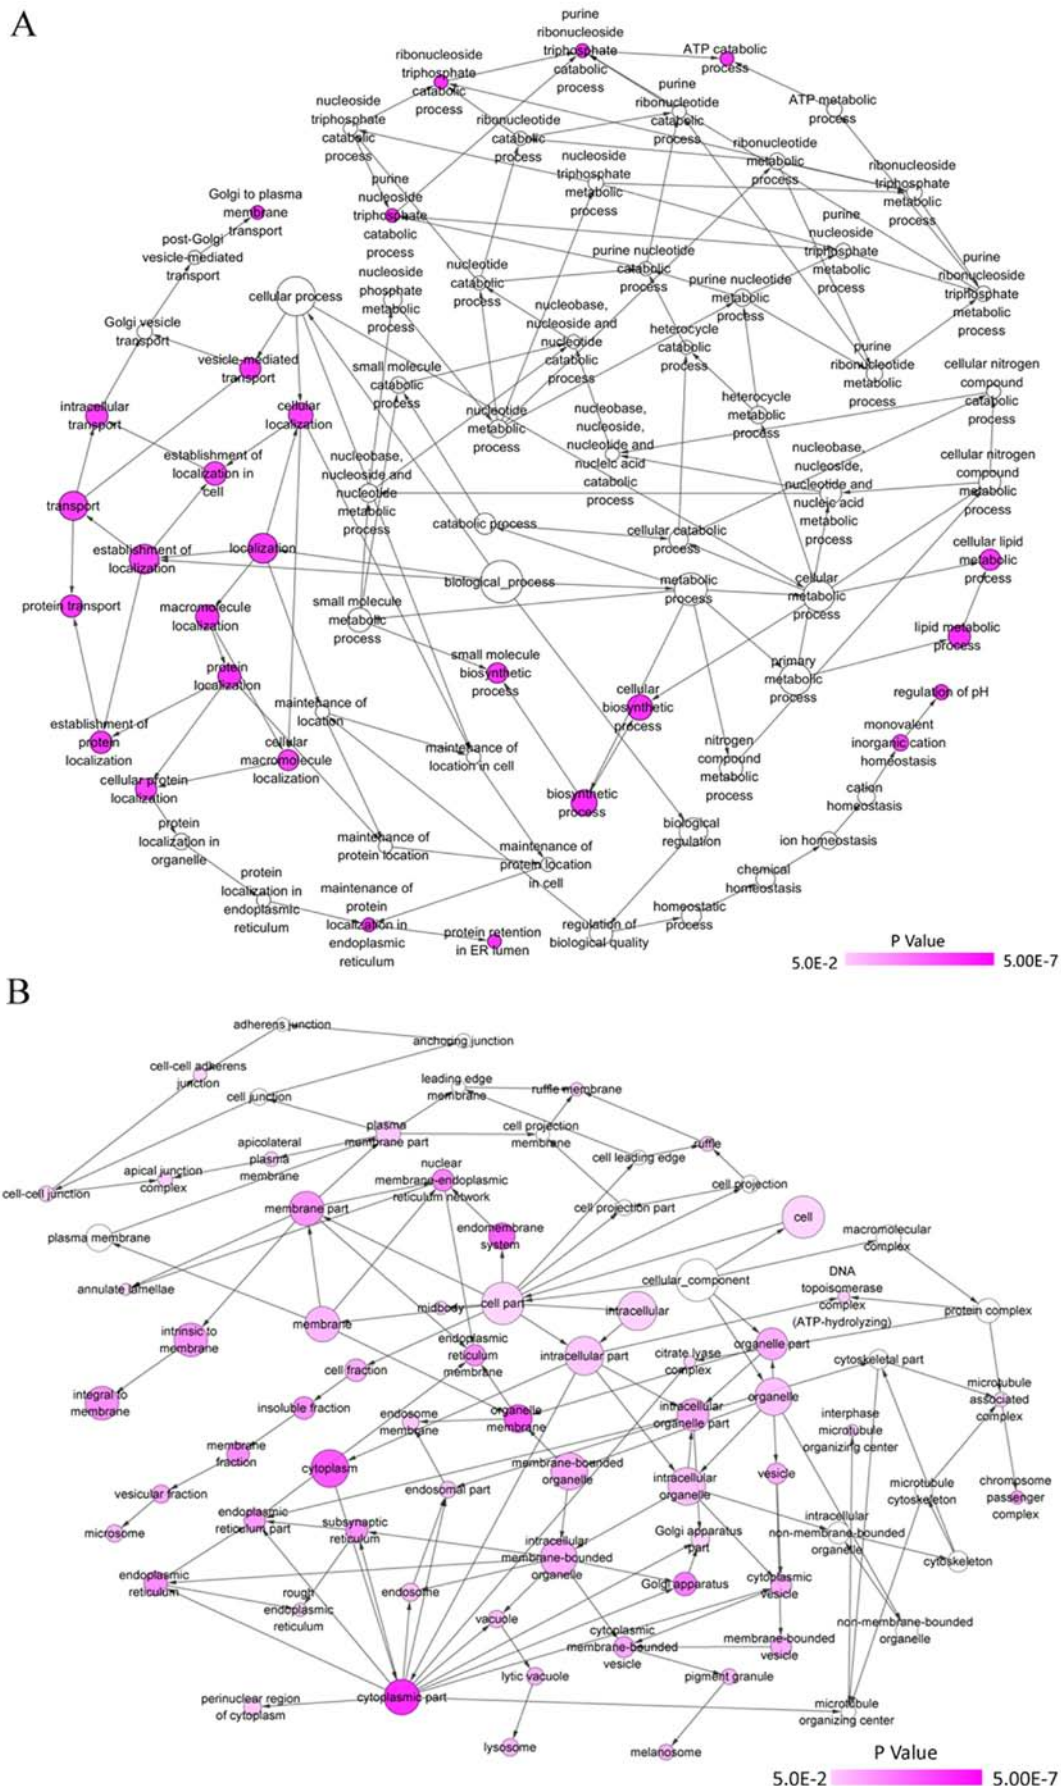 A
purine
ribonucleoside
triphosphate
catabolic
process
ATP catabolic
process
ribonucleoside
triphosphate
catabolic
process
purine
ribonucleotide
catabolic
process
ATP metabolic
process
nucleoside
triphosphate
catabolic
process
ribonucleotide
catabolic
process
ribonucleotide
metabolic
process
nucleoside
triphosphate
metabolic
process
ribonucleoside
triphosphate
metabolic
process
purine
nucleoside
triphosphate
catabolic
process
Golgi to plasma
membrane
transport
purine
nucleoside
triphosphate
metabolic
process
post-Golgi
vesicle-mediated
transport
purine nucleotide
catabolic
process
purine
ribonucleoside
triphosphate
metabolic
process
nucleotide
catabolic
process
nucleoside
phosphate
metabolic
process
purine nucleotide
metabolic
process
cellular process
nucleobase,
nucleoside and
nucleotide
catabolic
process
Golgi vesicle
transport
heterocycle
catabolic
process
purine
ribonucleotide
metabolic
process
vesicle-mediated
transport
small molecule
catabolic
process
cellular nitrogen
compound
catabolic
process
intracellular
transport
cellular
localization
nucleotide
metabolic
process
nucleobase,
nucleoside,
nucleotide and
nucleic acid
catabolic
process
heterocycle
metabolic
process
establishment of
localization in
cell
nucleobase,
nucleoside and
nucleotide
metabolic
process
nucleobase,
nucleoside,
nucleotide and
nucleic acid
metabolic
process
cellular nitrogen
compound
metabolic
process
transport
catabolic process
cellular catabolic
process
establishment of
localization
localization
cellular lipid
metabolic
process
biological_process
metabolic
process
cellular
metabolic
process
protein transport
macromolecule
localization
small molecule
metabolic
process
lipid metabolic
process
protein
localization
small molecule
biosynthetic
process
primary
metabolic
process
cellular
biosynthetic
process
regulation of pH
maintenance of
location
establishment of
protein
localization
monovalent
inorganic cation
homeostasis
cellular
macromolecule
localization
maintenance of
location in cell
nitrogen
compound
metabolic
process
cellular protein
localization
biosynthetic
process
cation
homeostasis
protein
localization in
organelle
maintenance of
protein location
maintenance of
protein location
in cell
biological
regulation
ion homeostasis
chemical
homeostasis
protein
localization in
endoplasmic
reticulum
maintenance of
protein
localization in
endoplasmic
reticulum
homeostatic
process
protein retention
in ER lumen
regulation of
biological quality
P Value
5.0E-2
5.00E-7
B
adherens junction
anchoring junction
cell-cell adherens
junction
cell junction
leading edge
membrane
ruffle membrane
plasma
membrane part
cell projection
membrane
apicolateral
plasma
membrane
ruffle
cell leading edge
apical junction
complex
nuclear
membrane-endoplasmic
reticulum network
cell-cell junction
cell projection
membrane part
cell projection part
cell
plasma membrane
endomembrane
system
macromolecular
complex
annulate lamellae
cellular_component
DNA
topoisomerase
complex
(ATP-hydrolyzing)
midbody
cell part
intracellular
protein complex
membrane
intrinsic to
membrane
endoplasmic
reticulum
membrane
intracellular part
citrate lyase
complex
organelle part
cytoskeletal part
cell fraction
microtubule
associated
complex
integral to
membrane
insoluble fraction
endosome
membrane
organelle
membrane
intracellular
organelle part
organelle
interphase
microtubule
organizing center
membrane
fraction
cytoplasm
membrane-bounded
organelle
vesicle
vesicular fraction
endosomal part
intracellular
organelle
microtubule
cytoskeleton
chromosome
passenger
complex
microsome
endoplasmic
reticulum part
subsynaptic
reticulum
Golgi apparatus
part
intracellular
non-membrane-bounded
organelle
intracellular
membrane-bounded
organelle
cytoskeleton
endoplasmic
reticulum
rough
endoplasmic
reticulum
endosome
Golgi apparatus
cytoplasmic
vesicle
vacuole
cytoplasmic
membrane-bounded
vesicle
membrane-bounded
vesicle
non-membrane-bounded
organelle
lytic vacuole
pigment granule
perinuclear region
of cytoplasm
cytoplasmic part
microtubule
organizing center
lysosome
melanosome
P Value
5.0E-2
5.00E-7